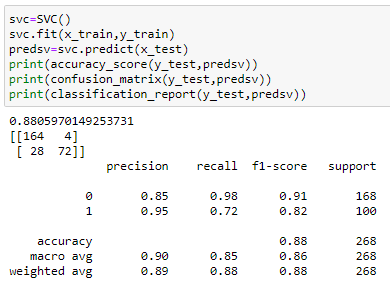 svc=SVC()
svc.fit(x_train,y_train)
predsv=svc.predict(x_test)
print(accuracy_score(y_test,predsv))
print(confusion_matrix(y_test,predsv))
print(classification_report(y_test,predsv))
0.8805970149253731
[[164   4]
 [ 28  72]]
              precision    recall  f1-score   support
           0       0.85      0.98      0.91       168
           1       0.95      0.72      0.82       100
    accuracy                           0.88       268
   macro avg       0.90      0.85      0.86       268
weighted avg       0.89      0.88      0.88       268